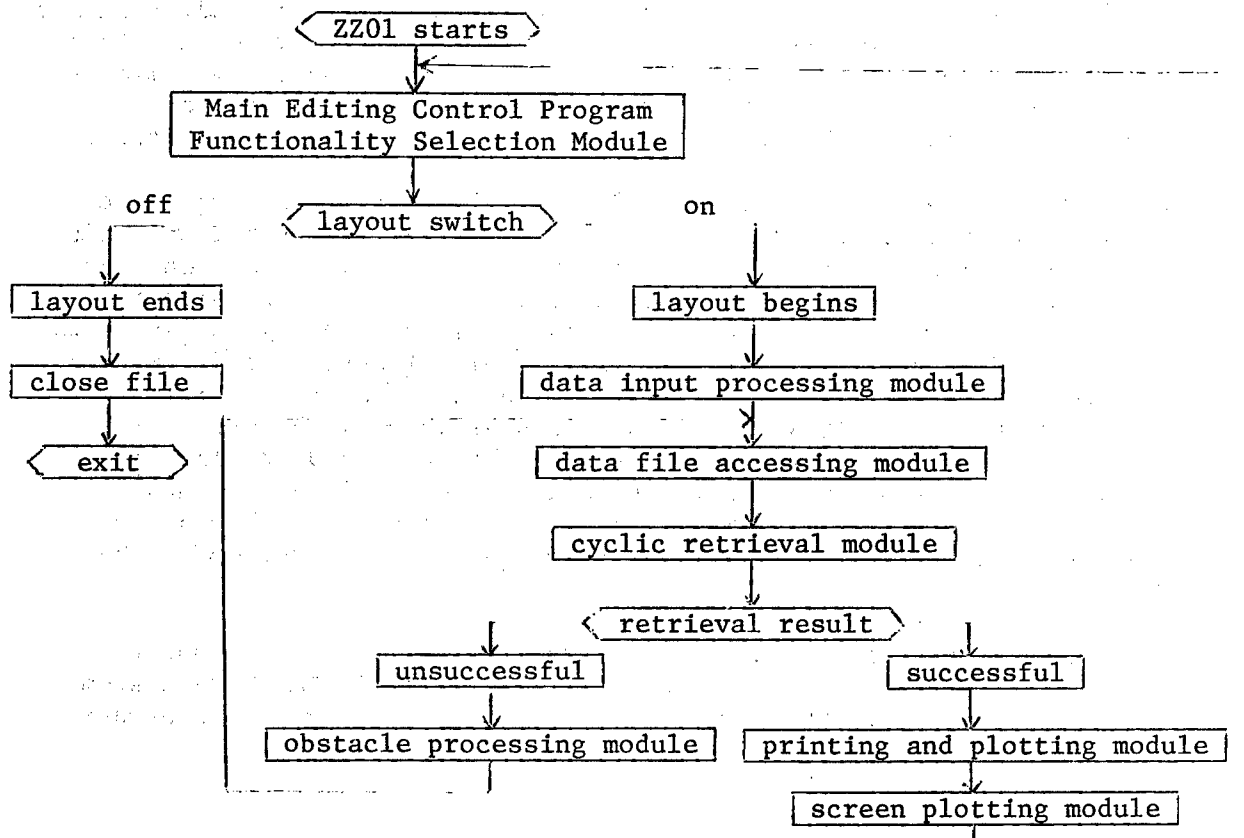 ZZ01 starts
Main Editing Control Program
Functionality Selection Module
off
layout switch
on
layout ends
layout begins
close file
data input processing module
exit
data file accessing module
cyclic retrieval module
retrieval result
unsuccessful
successful
obstacle processing module
printing and plotting module
screen plotting module